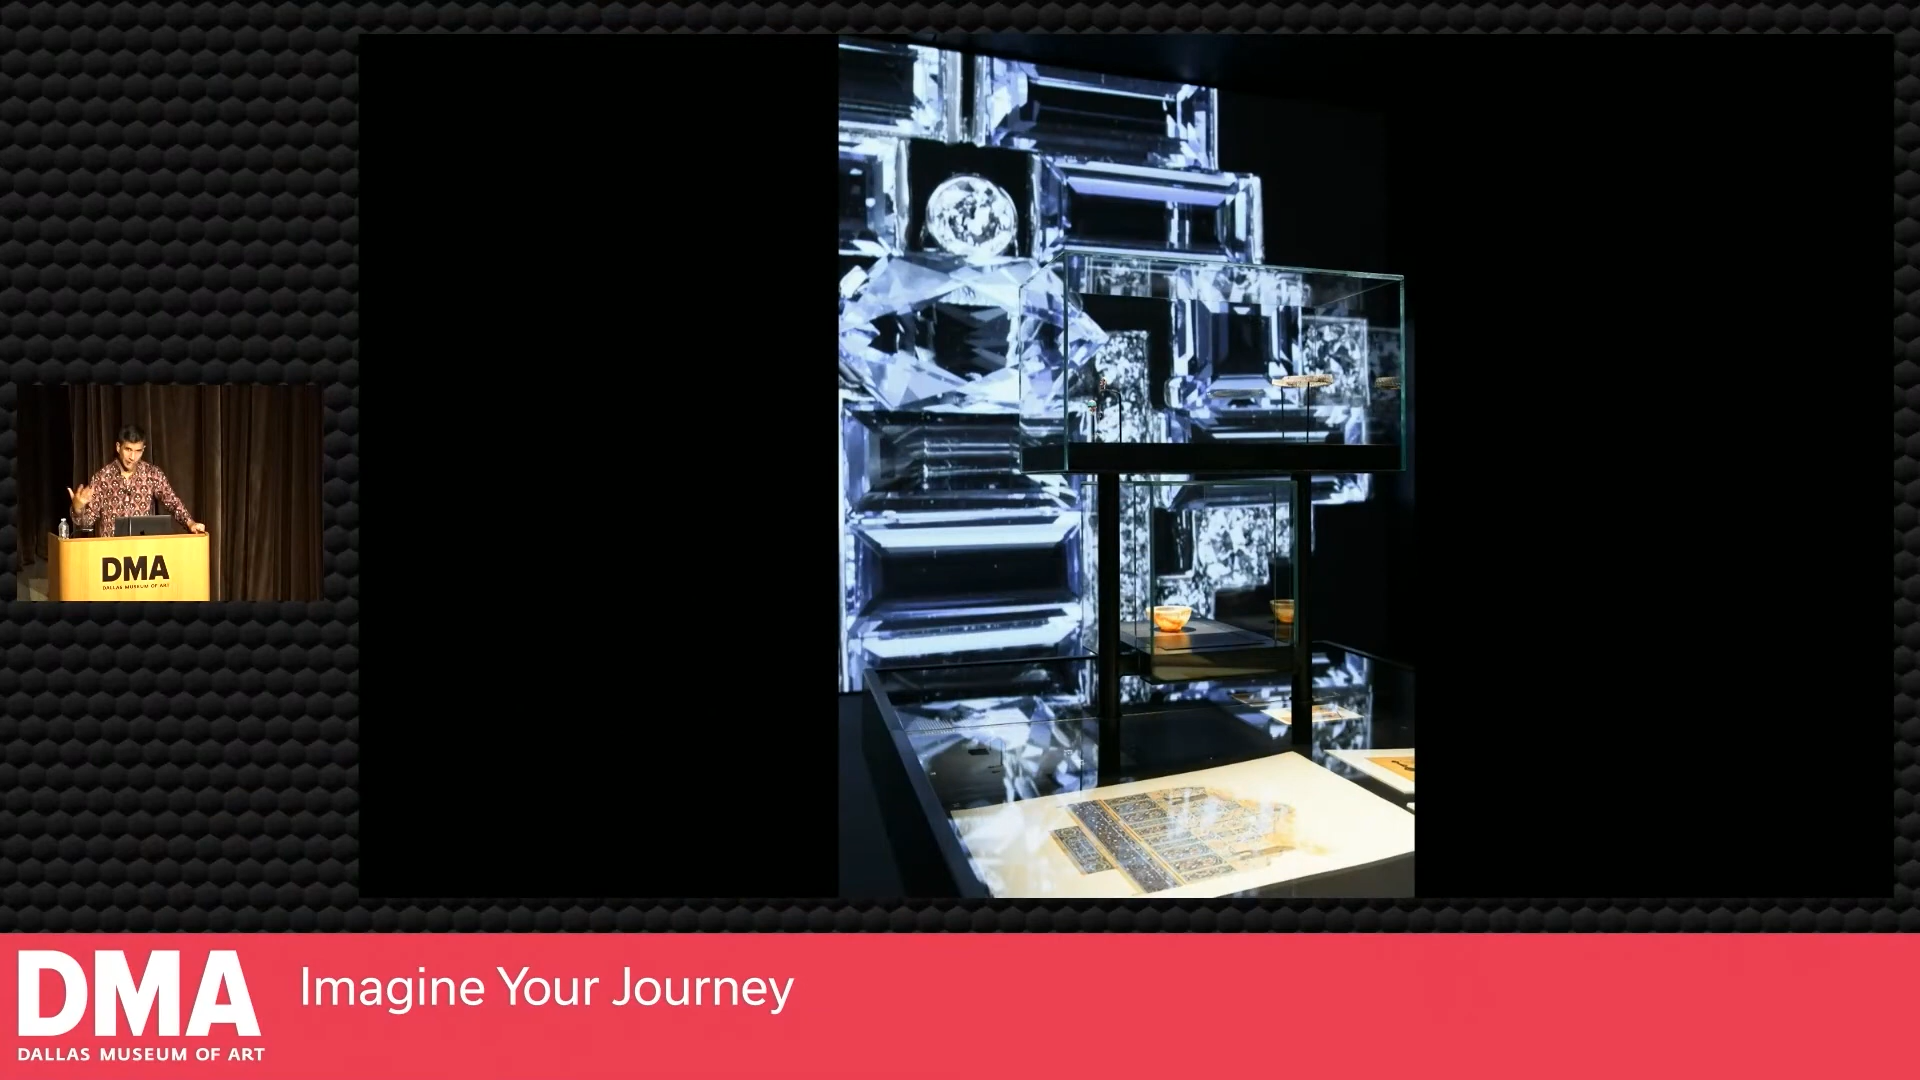 DMA
DALLAS MUSEUM OF ART
DMA
DALLAS MUSEUM OF ART
Imagine Your Journey